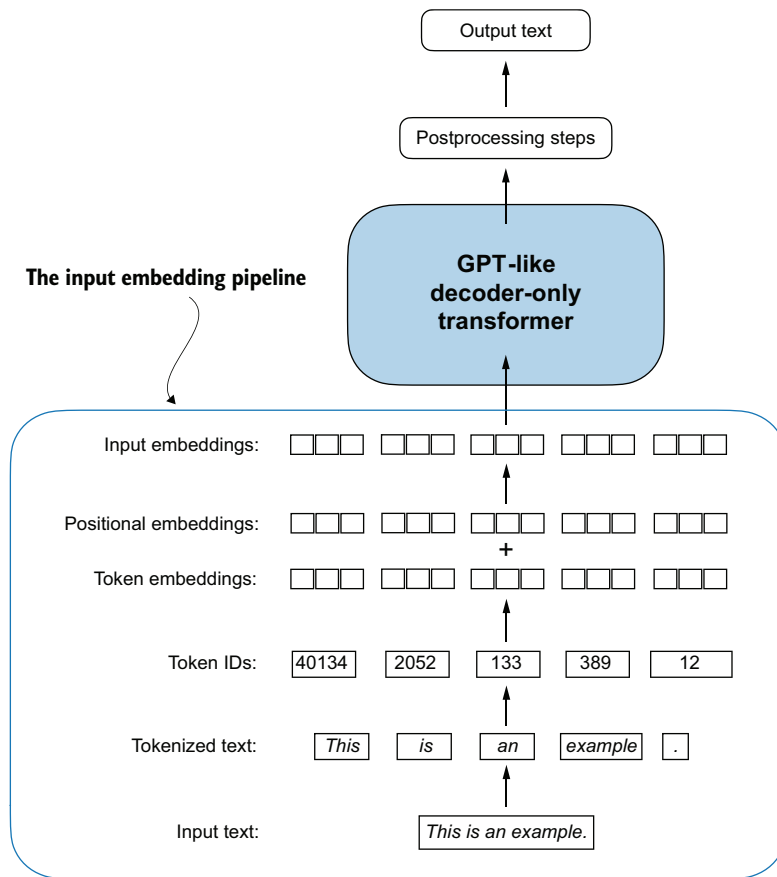 Output text
Postprocessing steps
GPT-like
decoder-only
transformer
The input embedding pipeline
Input embeddings:
Positional embeddings:
+
Token embeddings:
Token IDs: 40134 2052 133 389 12
Tokenized text: This is an example .
Input text: This is an example.